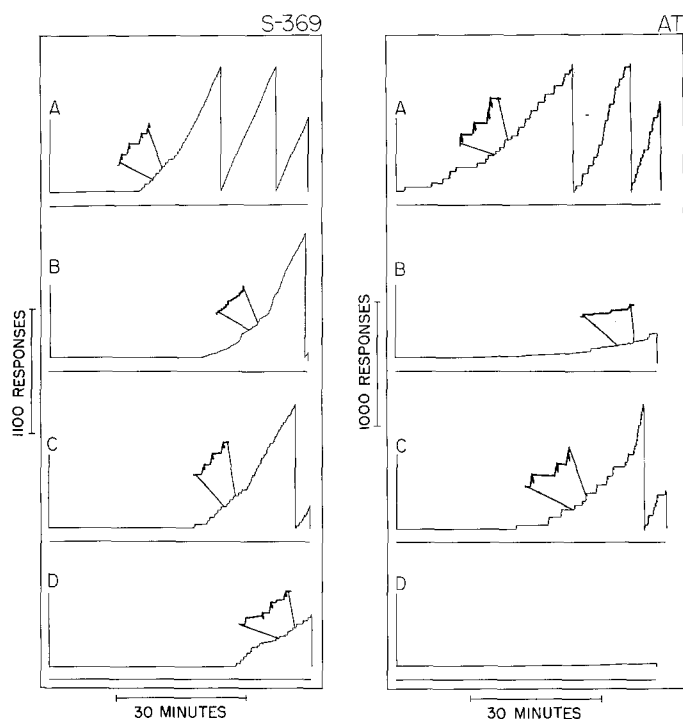 S-369
A
B
C
D
1100 RESPONSES
30 MINUTES
AT
A
B
C
D
1000 RESPONSES
30 MINUTES